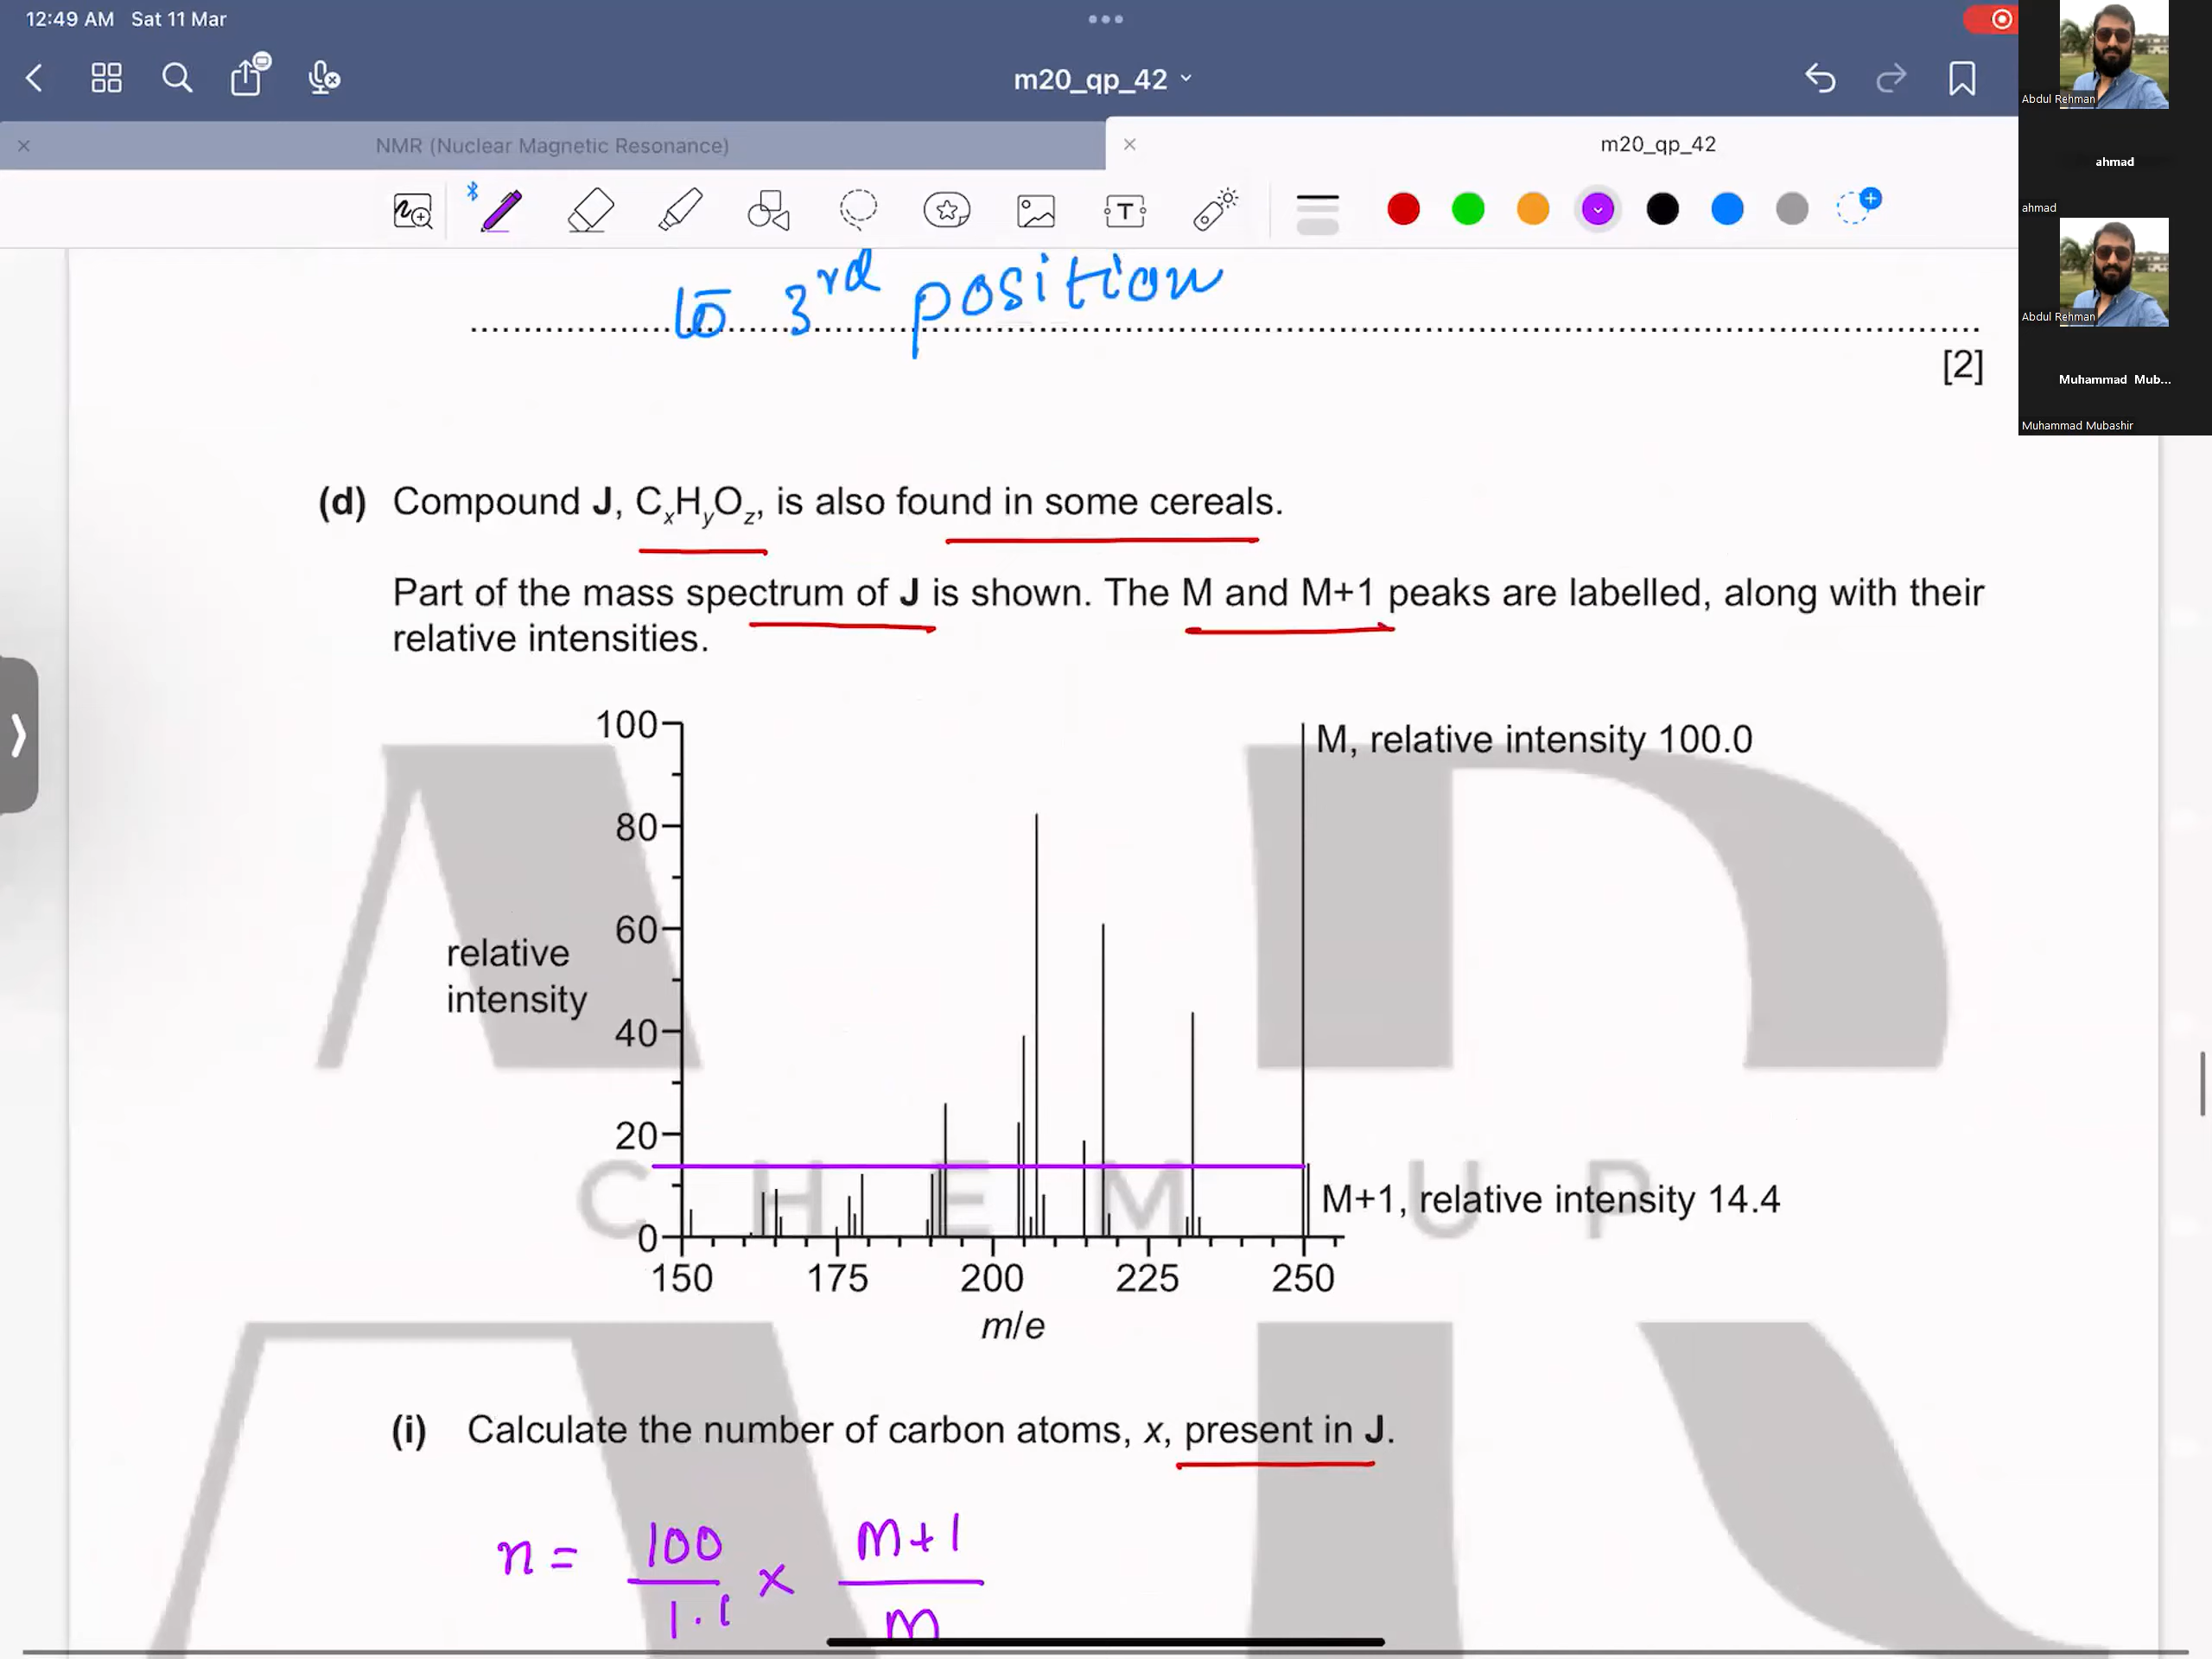 12:49 AM Sat 11 Mar
m20_qp_42
NMR (Nuclear Magnetic Resonance)
m20_qp_42
Abdul Rehman
ahmad
ahmad
Abdul Rehman
Muhammad Mub...
Muhammad Mubashir
T
to 3rd position
[2]
(d) Compound J, CxHyOz, is also found in some cereals.
Part of the mass spectrum of J is shown. The M and M+1 peaks are labelled, along with their
relative intensities.
100
M, relative intensity 100.0
80
60
relative
intensity
40
20
M+1, relative intensity 14.4
0
150 175 200 225 250
m/e
A R
CHEM UP
(i) Calculate the number of carbon atoms, x, present in J.
n = 100/1.1 × m+1/m